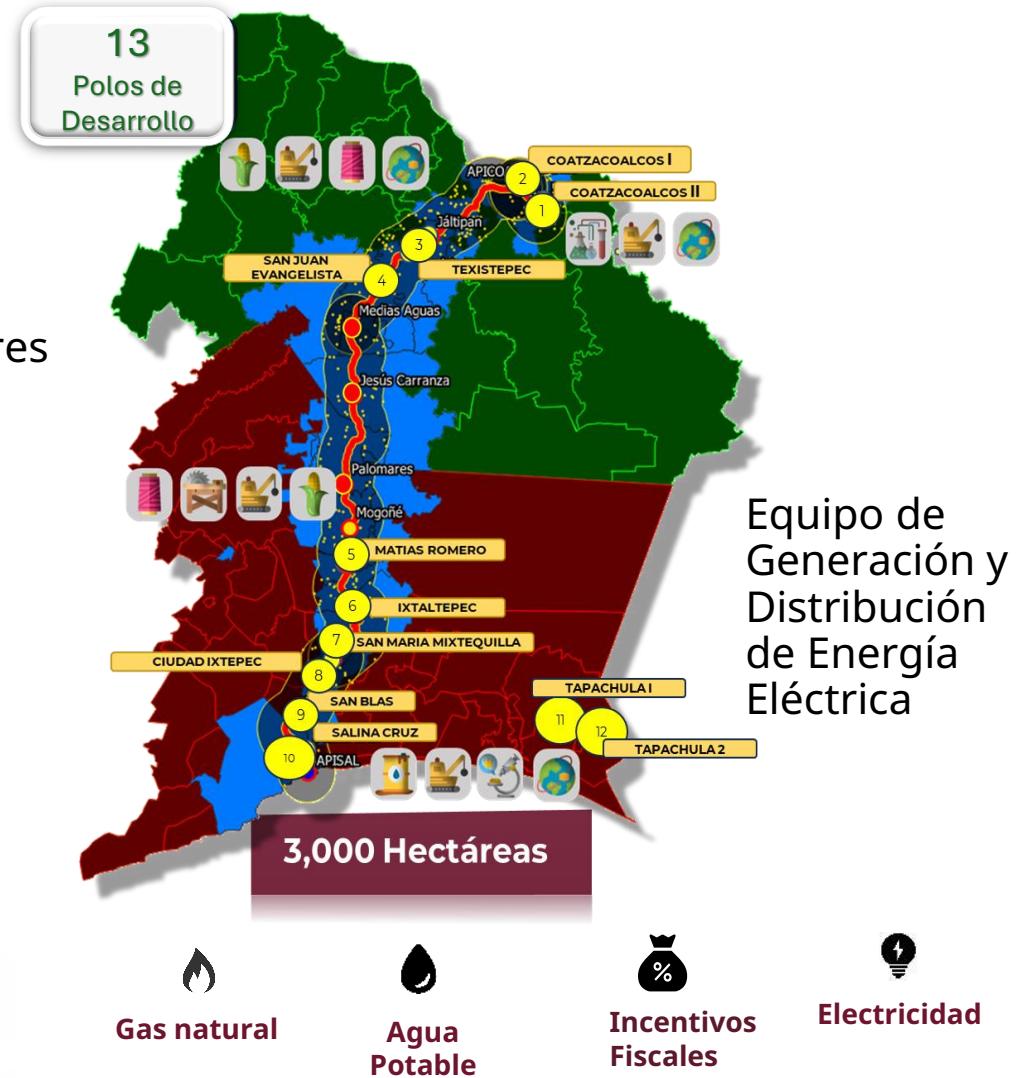 13
Polos de
Desarrollo
APICO
2
COATZACOALCOS I
1
COATZACOALCOS II
Jáltipan
3
TEXISTEPEC
SAN JUAN
EVANGELISTA
4
Medias Aguas
res
Jesús Carranza
Palomares
Mogoñé
5
MATIAS ROMERO
6
IXTALTEPEC
7
SAN MARIA MIXTEQUILLA
CIUDAD IXTEPEC
8
SAN BLAS
9
SALINA CRUZ
10
APISAL
TAPACHULA I
11
12
TAPACHULA 2
Equipo de
Generación y
Distribución
de Energía
Eléctrica
3,000 Hectáreas
%
Gas natural
Agua
Potable
Incentivos
Fiscales
Electricidad